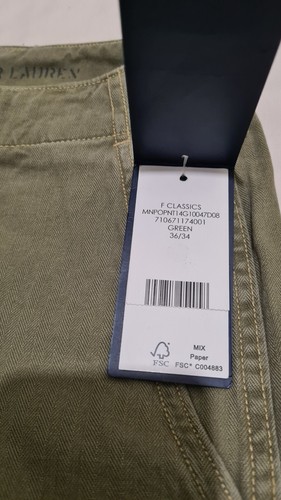 LAUREN
F CLASSICS
MNPOPNT14G10047D08
710671174001
GREEN
36/34
FSC
MIX
Paper
FSC® C004883